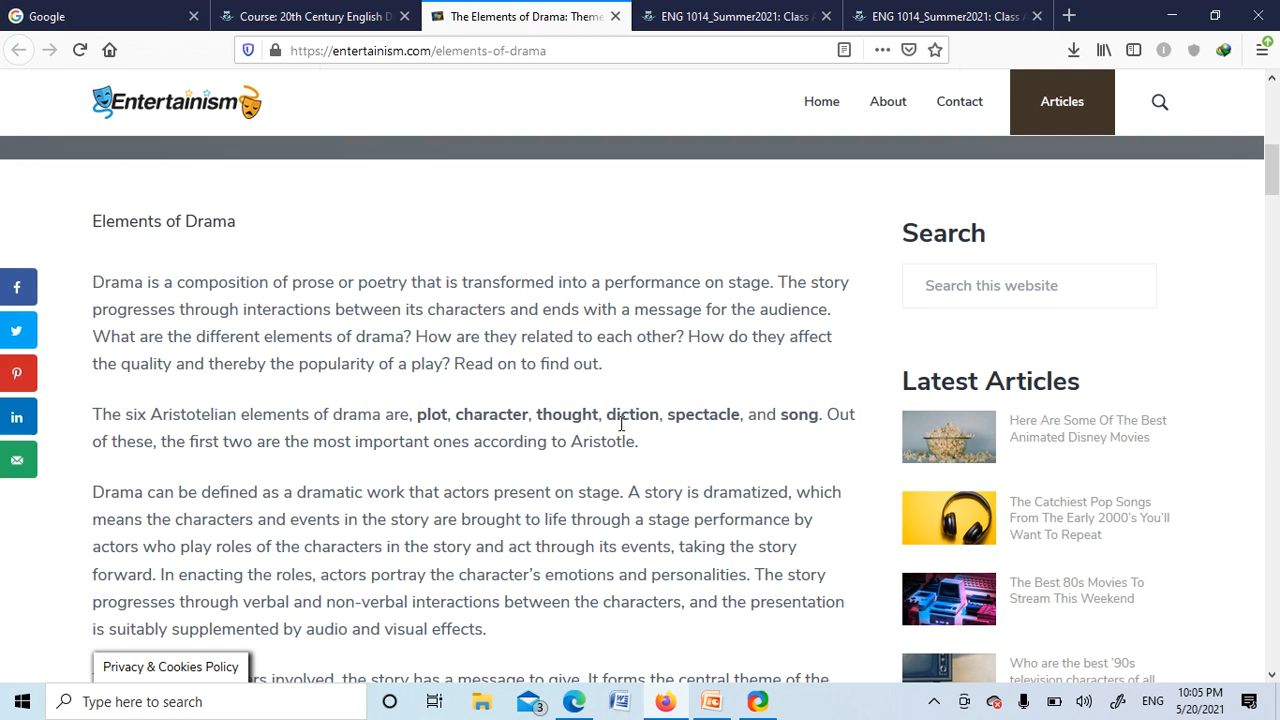 Google
Course: 20th Century English D
The Elements of Drama: Theme
ENG 1014_Summer2021: Class A
ENG 1014_Summer2021: Class A
https://entertainism.com/elements-of-drama
Entertainism
Home
About
Contact
Articles
Elements of Drama
Drama is a composition of prose or poetry that is transformed into a performance on stage. The story
progresses through interactions between its characters and ends with a message for the audience.
What are the different elements of drama? How are they related to each other? How do they affect
the quality and thereby the popularity of a play? Read on to find out.
The six Aristotelian elements of drama are, plot, character, thought, diction, spectacle, and song. Out
of these, the first two are the most important ones according to Aristotle.
Drama can be defined as a dramatic work that actors present on stage. A story is dramatized, which
means the characters and events in the story are brought to life through a stage performance by
actors who play roles of the characters in the story and act through its events, taking the story
forward. In enacting the roles, actors portray the character's emotions and personalities. The story
progresses through verbal and non-verbal interactions between the characters, and the presentation
is suitably supplemented by audio and visual effects.
Privacy & Cookies Policy
involved, the story has a message to give. It forms the central theme of the
Search
Search this website
Latest Articles
Here Are Some Of The Best
Animated Disney Movies
The Catchiest Pop Songs
From The Early 2000's You'll
Want To Repeat
The Best 80s Movies To
Stream This Weekend
Who are the best '90s
television characters of all
Type here to search
3
ENG
10:05 PM
5/20/2021